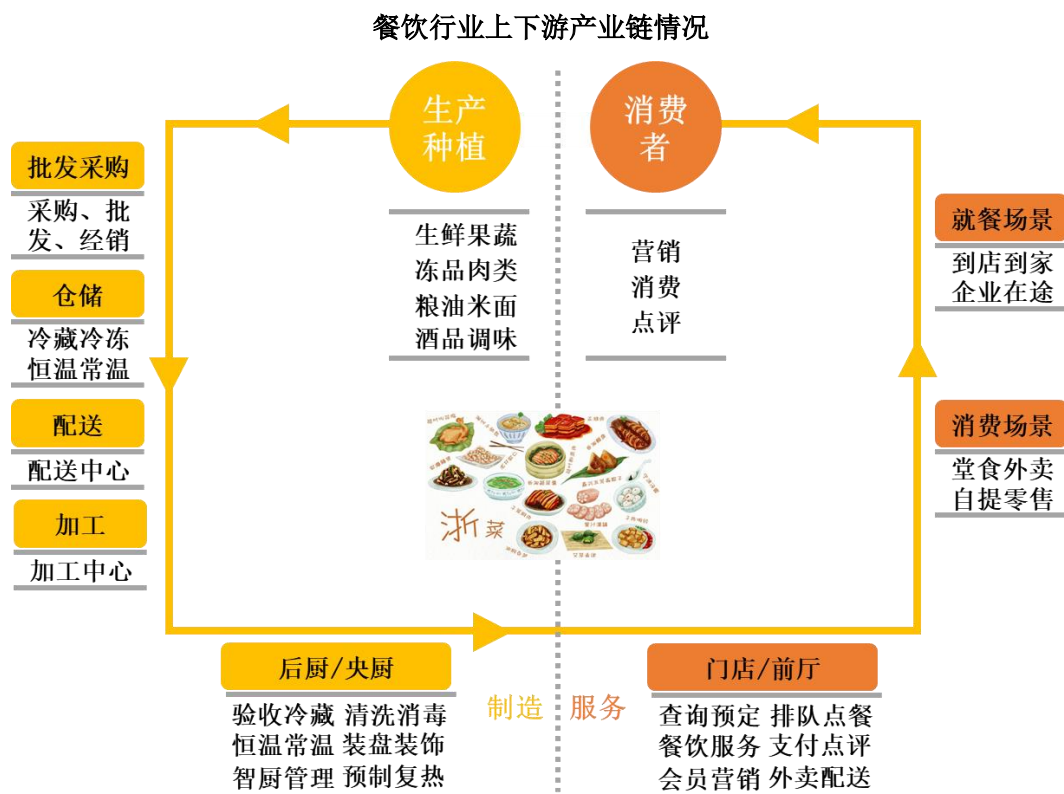 餐饮行业上下游产业链情况
生产
种植
消费
者
批发采购
采购、批
发、经销
仓储
冷藏冷冻
恒温常温
配送
配送中心
加工
加工中心
生鲜果蔬
冻品肉类
粮油米面
酒品调味
营销
消费
点评
就餐场景
到店到家
企业在途
消费场景
堂食外卖
自提零售
浙菜
后厨/央厨
验收冷藏 清洗消毒
恒温常温 装盘装饰
智厨管理 预制复热
制造
服务
门店/前厅
查询预定 排队点餐
餐饮服务 支付点评
会员营销 外卖配送